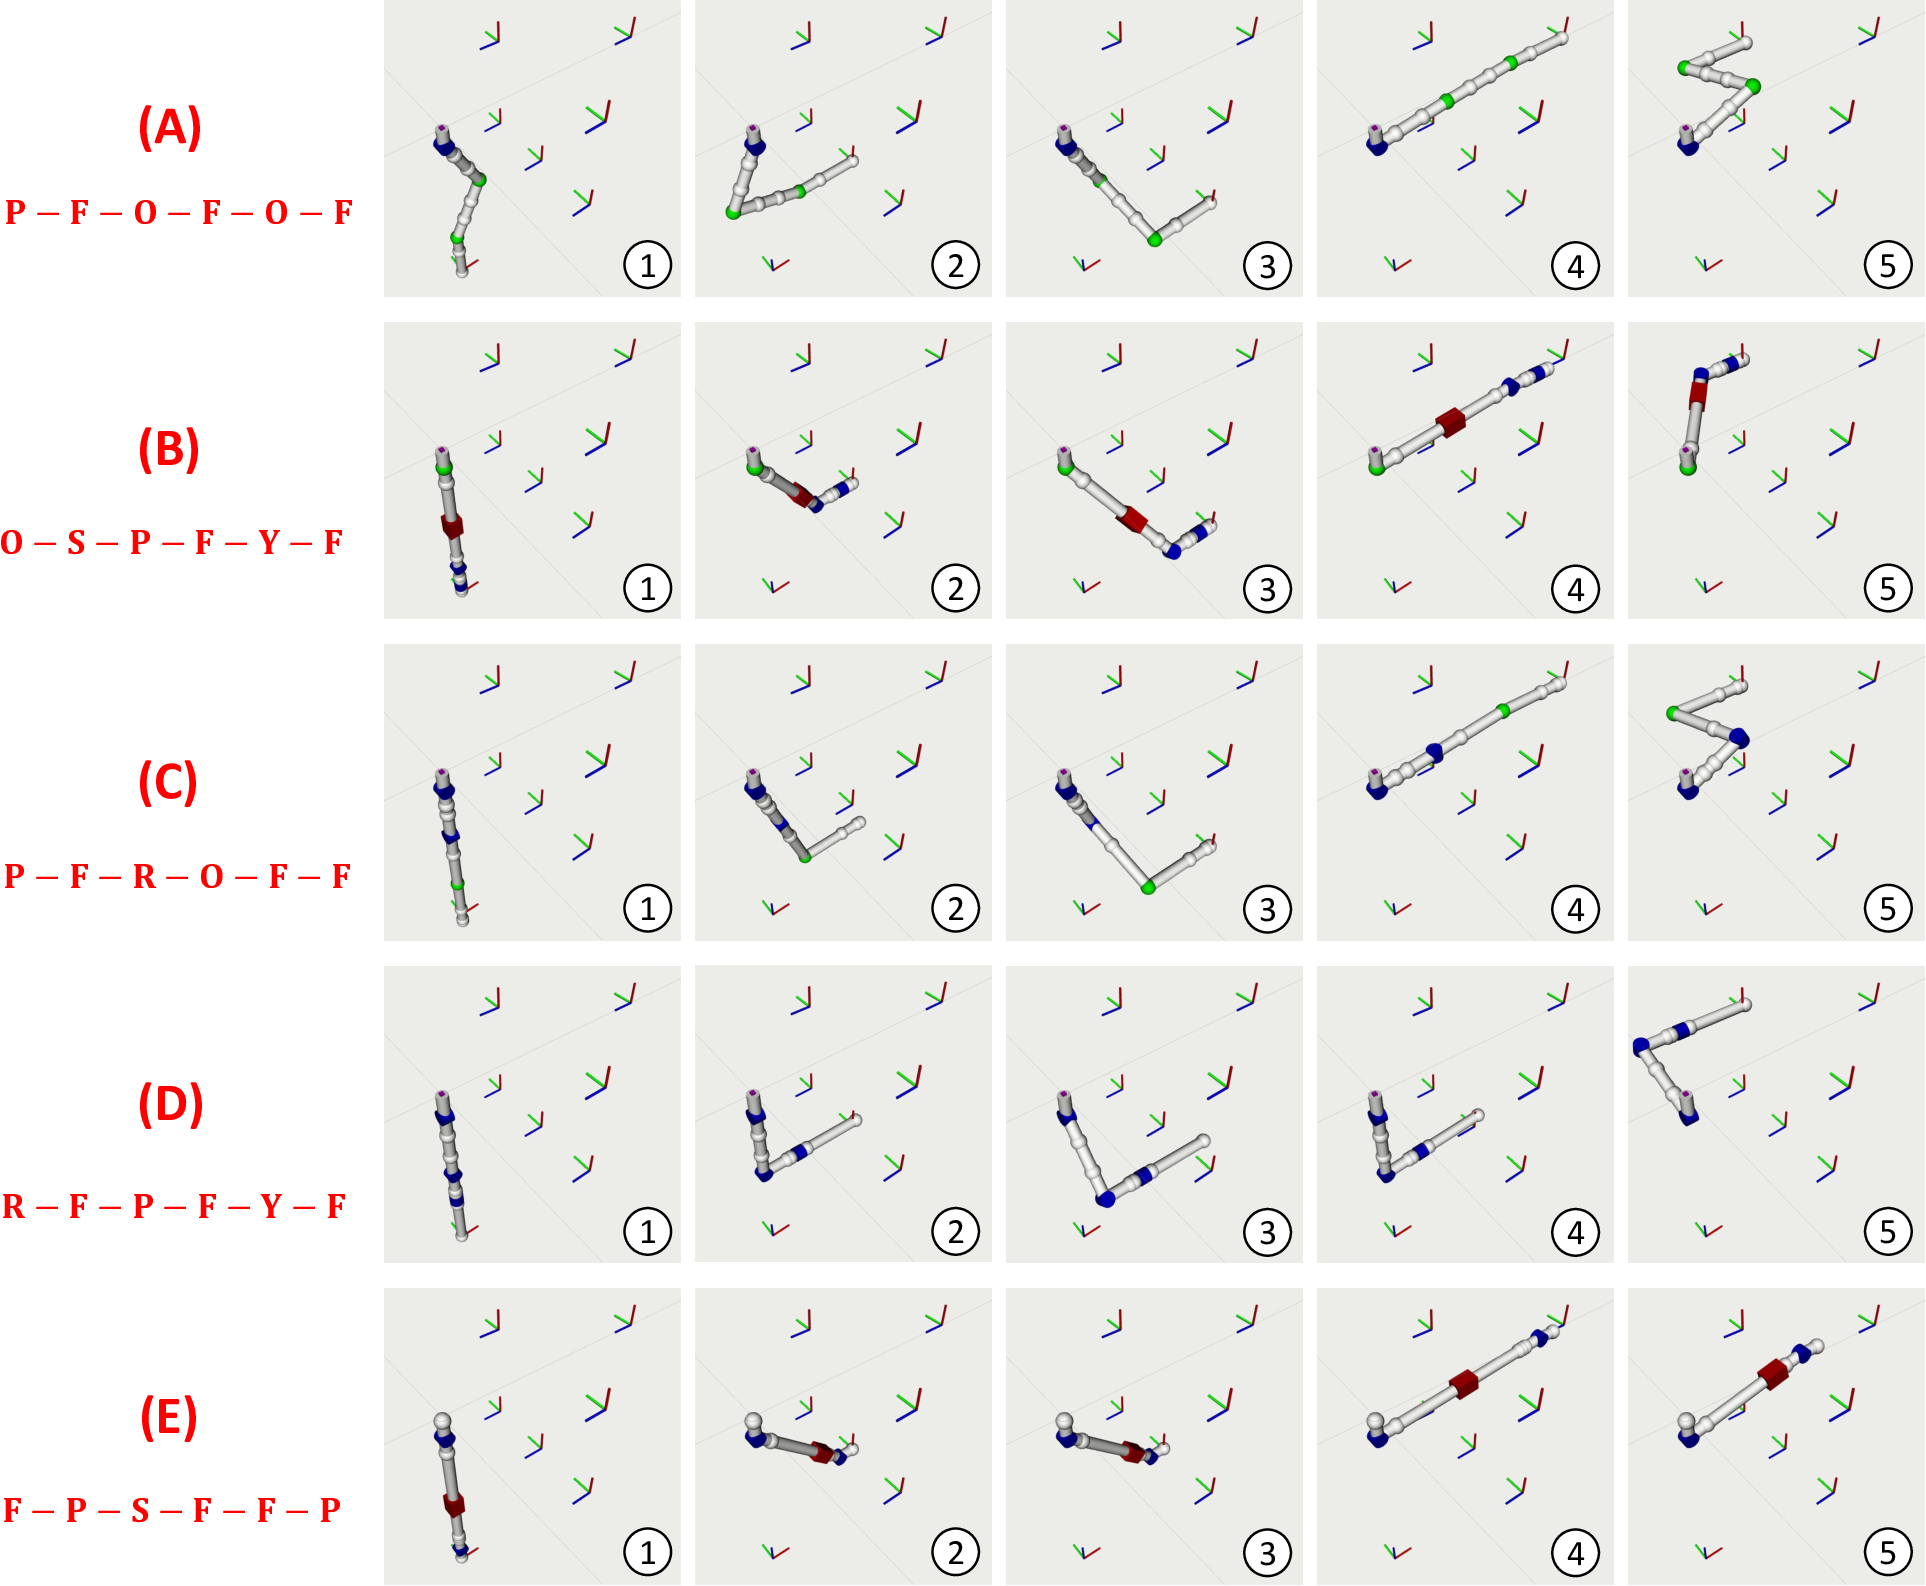 (A)
P – F – O – F – O – F
1 2 3 4 5
(B)
O – S – P – F – Y – F
1 2 3 4 5
(C)
P – F – R – O – F – F
1 2 3 4 5
(D)
R – F – P – F – Y – F
1 2 3 4 5
(E)
F – P – S – F – F – P
1 2 3 4 5